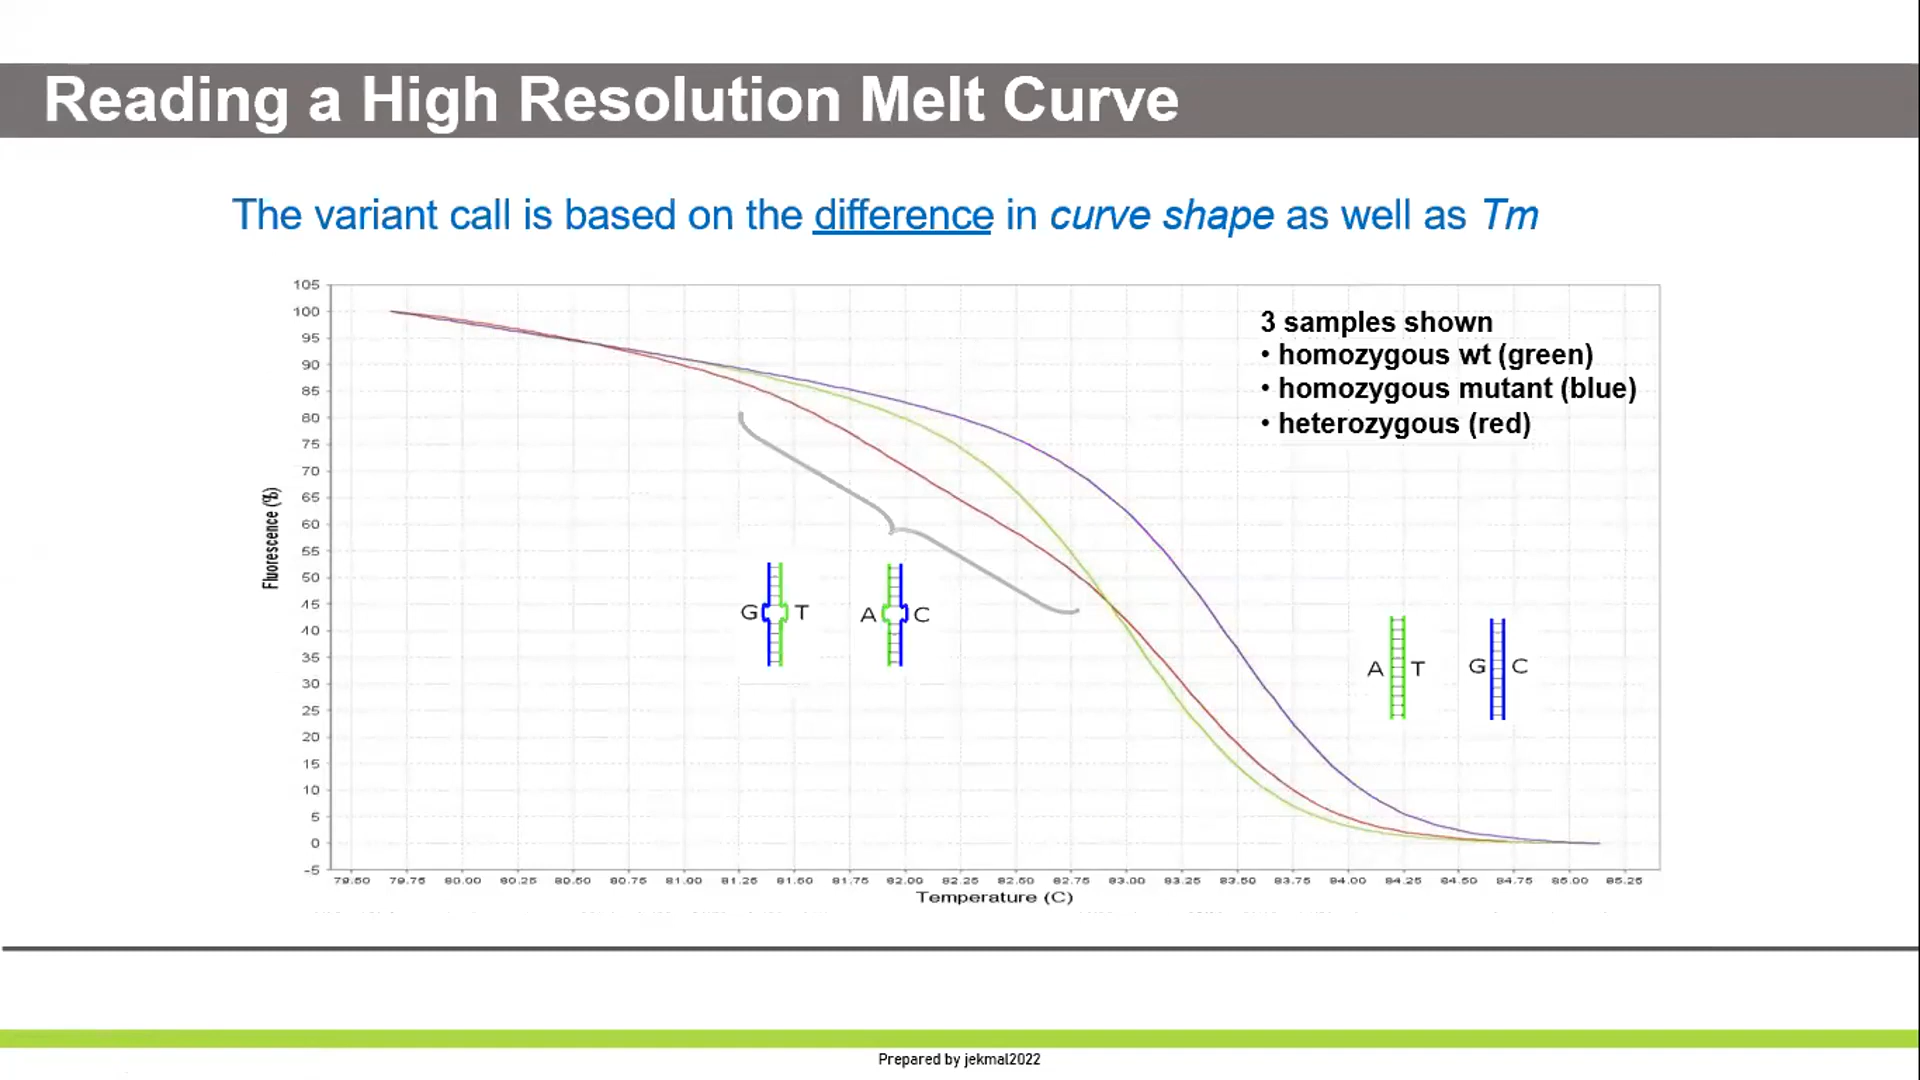 Reading a High Resolution Melt Curve
The variant call is based on the difference in curve shape as well as Tm
105
100
95
90
85
80
75
70
65
60
55
50
45
40
35
30
25
20
15
10
5
0
-5
Fluorescence (%)
3 samples shown
• homozygous wt (green)
• homozygous mutant (blue)
• heterozygous (red)
G T A C
A T G C
79.50 79.75 80.00 80.25 80.50 80.75 81.00 81.25 81.50 81.75 82.00 82.25 82.50 82.75 83.00 83.25 83.50 83.75 84.00 84.25 84.50 84.75 85.00 85.25
Temperature (C)
Prepared by jekmal2022